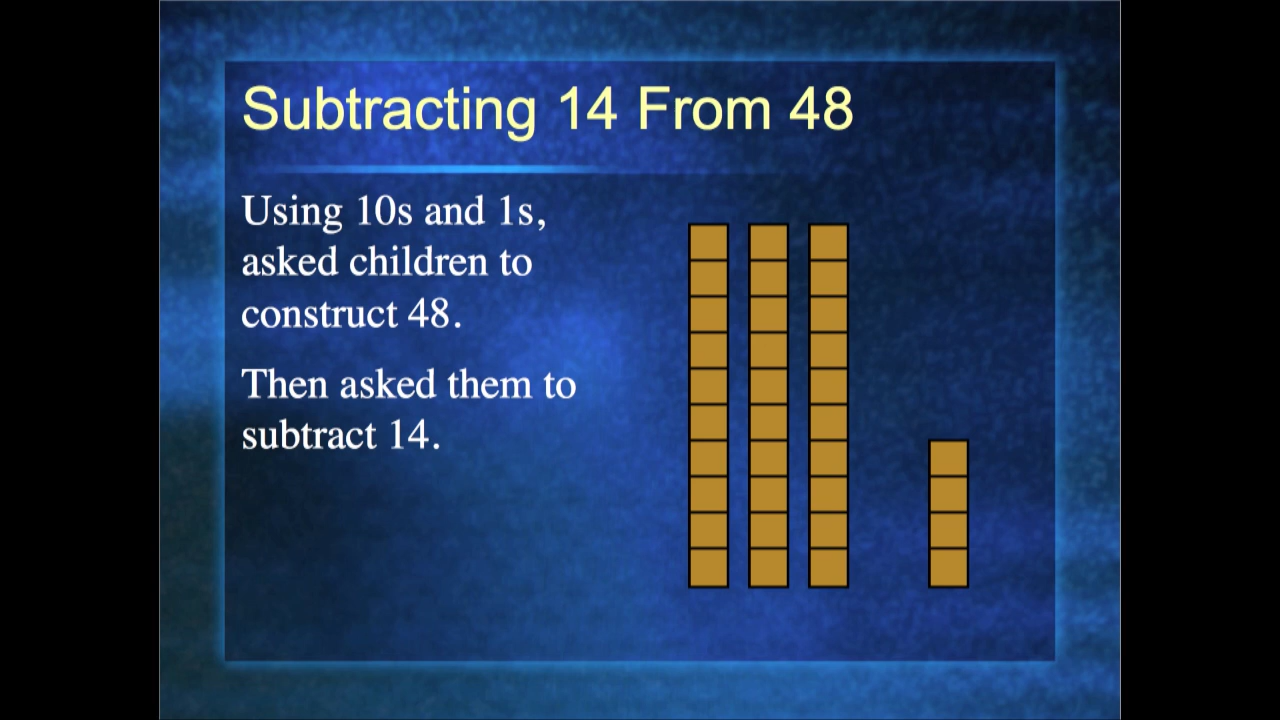 Subtracting 14 From 48
Using 10s and 1s,
asked children to
construct 48.
Then asked them to
subtract 14.